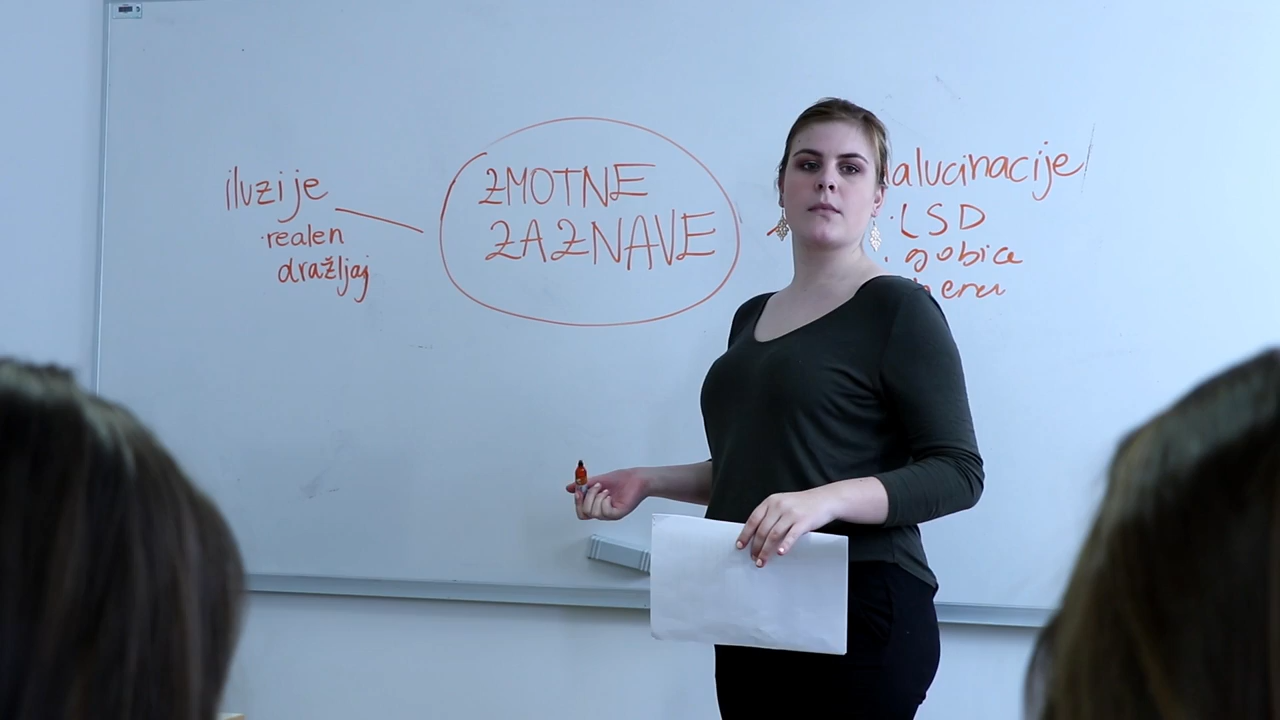 iluzije
·realen
dražljaj
ZMOTNE
ZAZNAVE
alucinacije
·LSD
·gobice